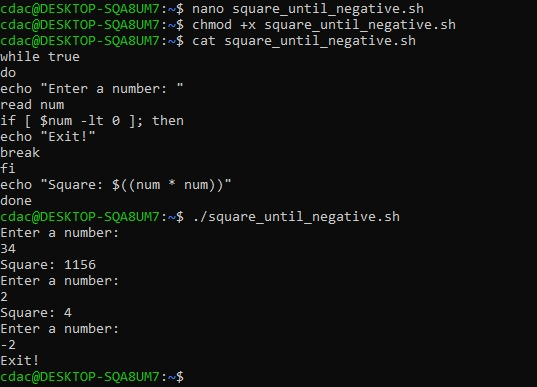 cdac@DESKTOP-SQA8UM7:~$ nano square_until_negative.sh
cdac@DESKTOP-SQA8UM7:~$ chmod +x square_until_negative.sh
cdac@DESKTOP-SQA8UM7:~$ cat square_until_negative.sh
while true
do
echo "Enter a number: "
read num
if [ $num -lt 0 ]; then
echo "Exit!"
break
fi
echo "Square: $((num * num))"
done
cdac@DESKTOP-SQA8UM7:~$ ./square_until_negative.sh
Enter a number:
34
Square: 1156
Enter a number:
2
Square: 4
Enter a number:
-2
Exit!
cdac@DESKTOP-SQA8UM7:~$